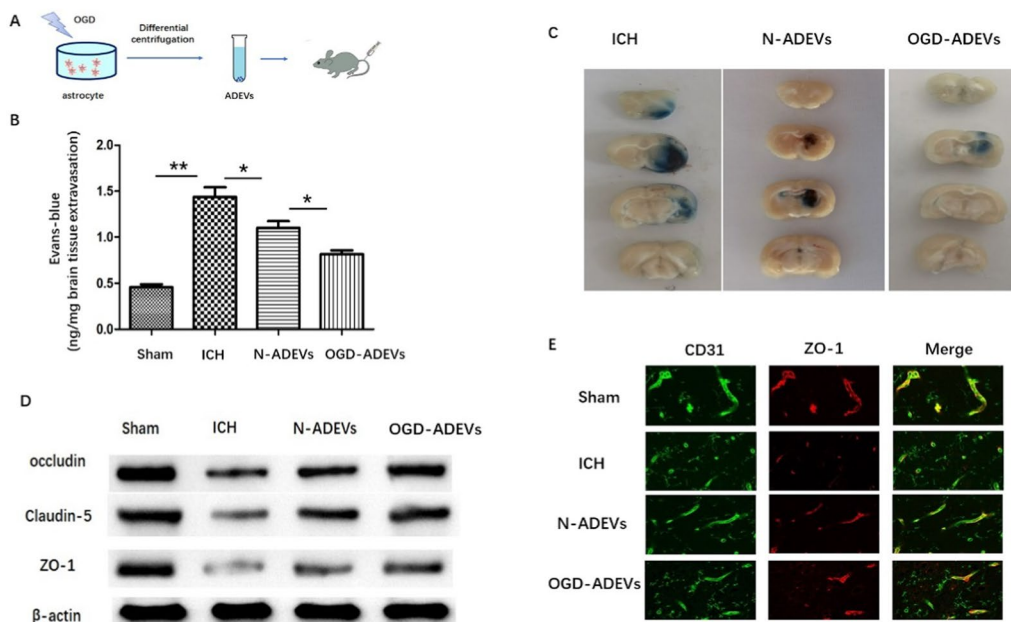 A
OGD
Differential
centrifugation
astrocyte
ADEVs
B
Evans-blue
(ng/mg brain tissue extravasation)
2.0
1.5
1.0
0.5
0.0
**
*
*
Sham
ICH
N-ADEVs
OGD-ADEVs
C
ICH
N-ADEVs
OGD-ADEVs
D
Sham
ICH
N-ADEVs
OGD-ADEVs
occludin
Claudin-5
ZO-1
β-actin
E
CD31
ZO-1
Merge
Sham
ICH
N-ADEVs
OGD-ADEVs